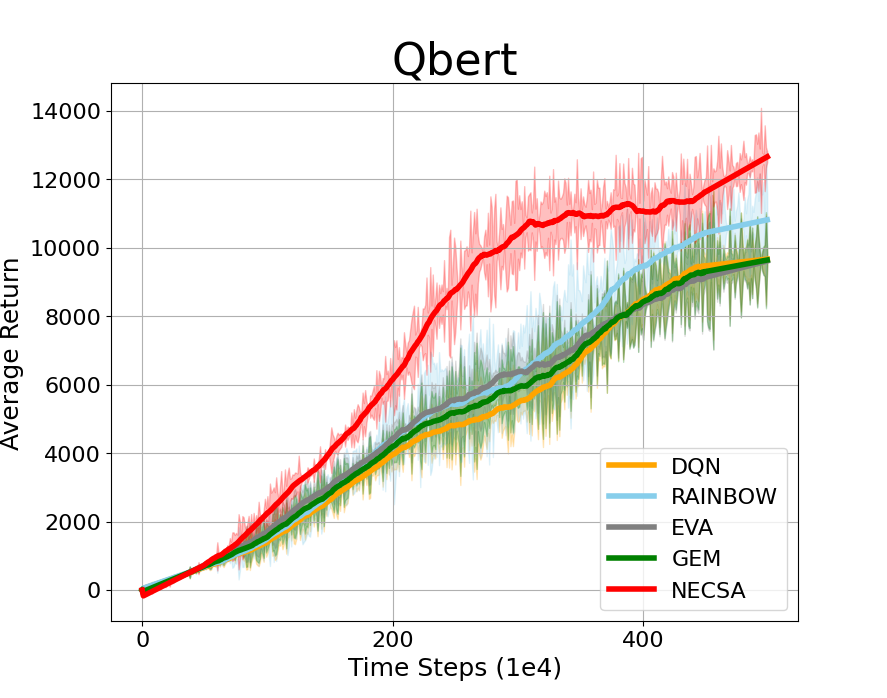 Qbert
14000
12000
10000
8000
6000
4000
2000
0
Average Return
0 200 400
Time Steps (1e4)
DQN
RAINBOW
EVA
GEM
NECSA